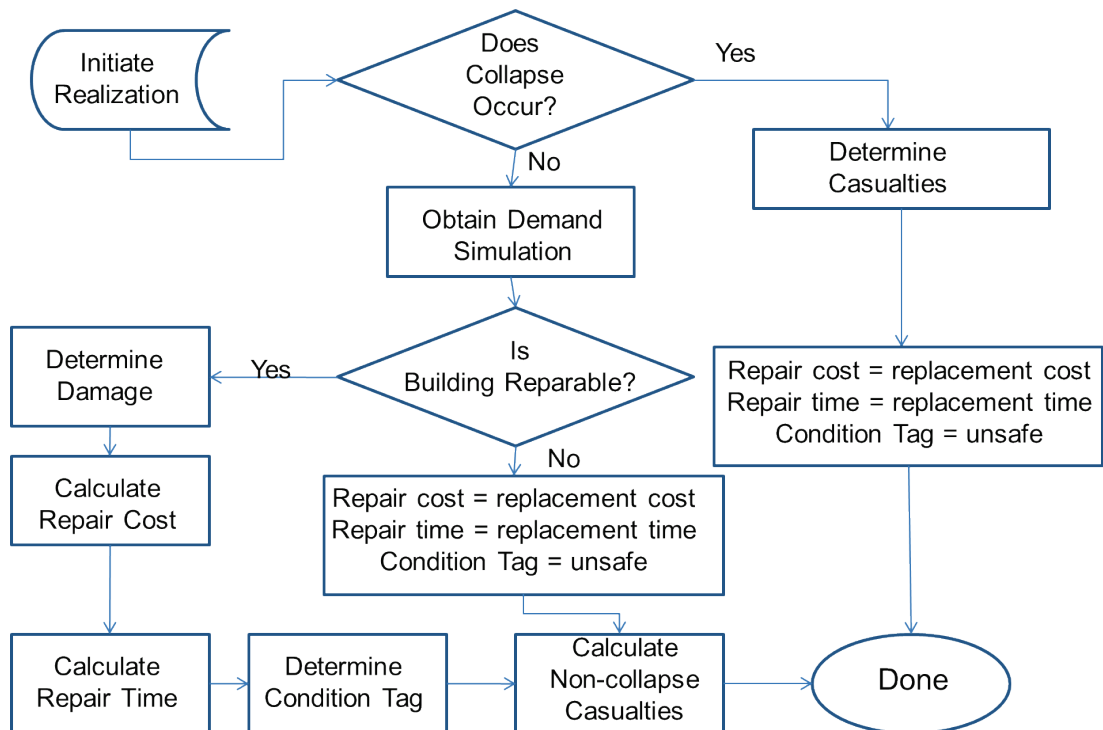 Initiate
Realization
Does
Collapse
Occur?
Yes
No
Determine
Casualties
Obtain Demand
Simulation
Is
Building Reparable?
Yes
No
Determine
Damage
Repair cost = replacement cost
Repair time = replacement time
Condition Tag = unsafe
Calculate
Repair Cost
Repair cost = replacement cost
Repair time = replacement time
Condition Tag = unsafe
Calculate
Repair Time
Determine
Condition Tag
Calculate
Non-collapse
Casualties
Done